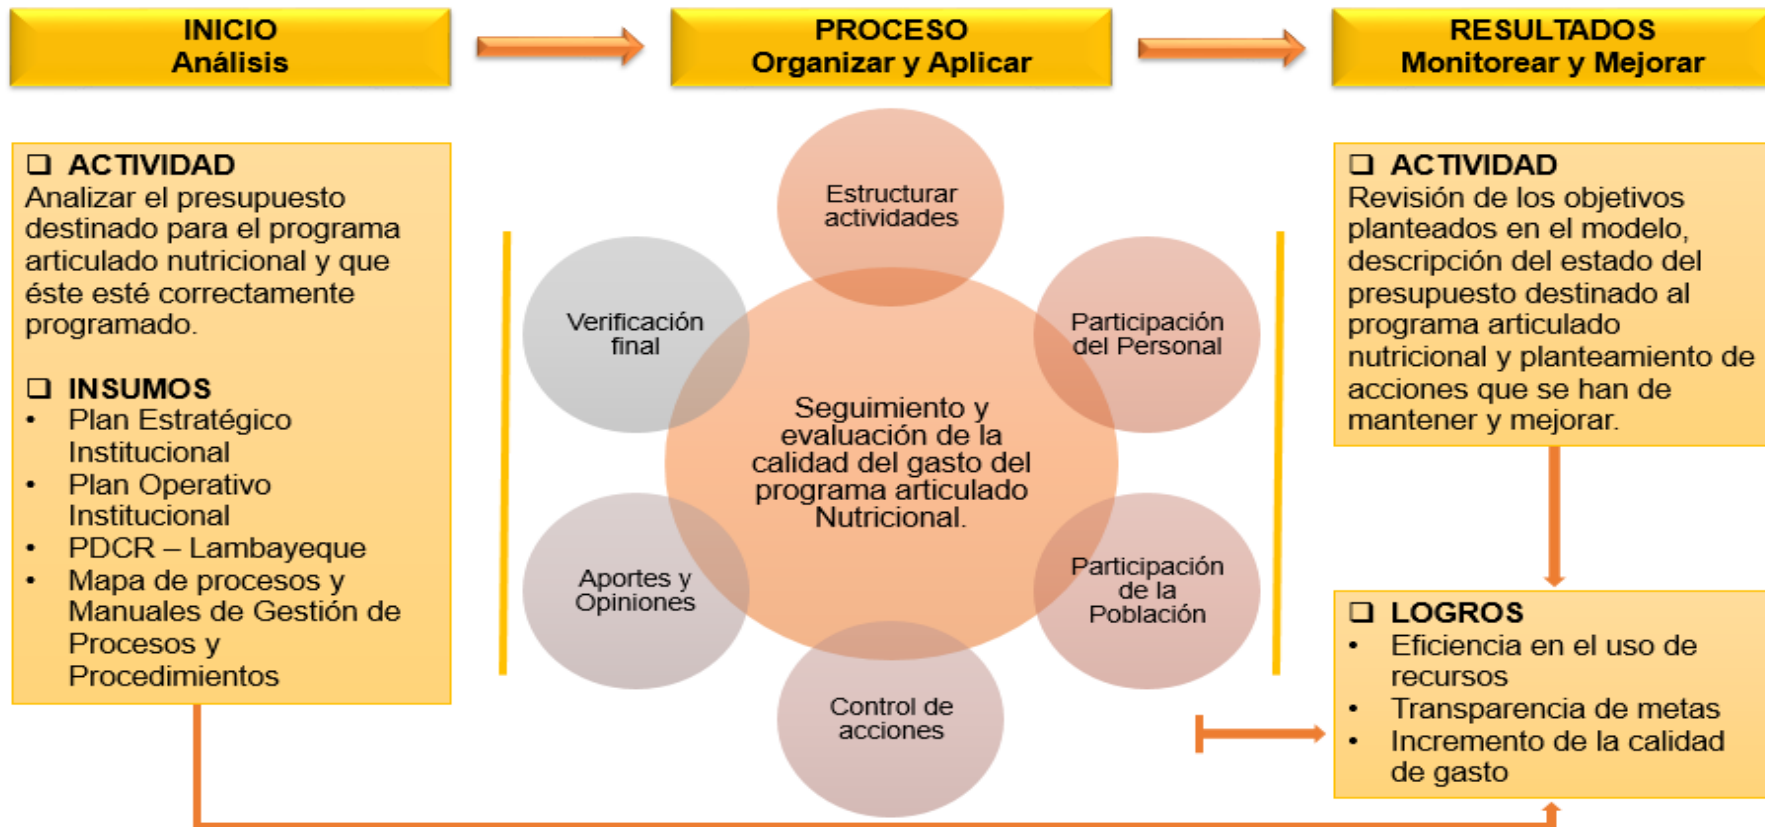 INICIO
Análisis
PROCESO
Organizar y Aplicar
RESULTADOS
Monitorear y Mejorar
❑ ACTIVIDAD
Analizar el presupuesto
destinado para el programa
articulado nutricional y que
éste esté correctamente
programado.
❑ INSUMOS
• Plan Estratégico
Institucional
• Plan Operativo
Institucional
• PDCR – Lambayeque
• Mapa de procesos y
Manuales de Gestión de
Procesos y
Procedimientos
Estructurar
actividades
Participación
del Personal
Participación
de la
Población
Control de
acciones
Aportes y
Opiniones
Verificación
final
Seguimiento y
evaluación de la
calidad del gasto del
programa articulado
Nutricional.
❑ ACTIVIDAD
Revisión de los objetivos
planteados en el modelo,
descripción del estado del
presupuesto destinado al
programa articulado
nutricional y planteamiento de
acciones que se han de
mantener y mejorar.
❑ LOGROS
• Eficiencia en el uso de
recursos
• Transparencia de metas
• Incremento de la calidad
de gasto